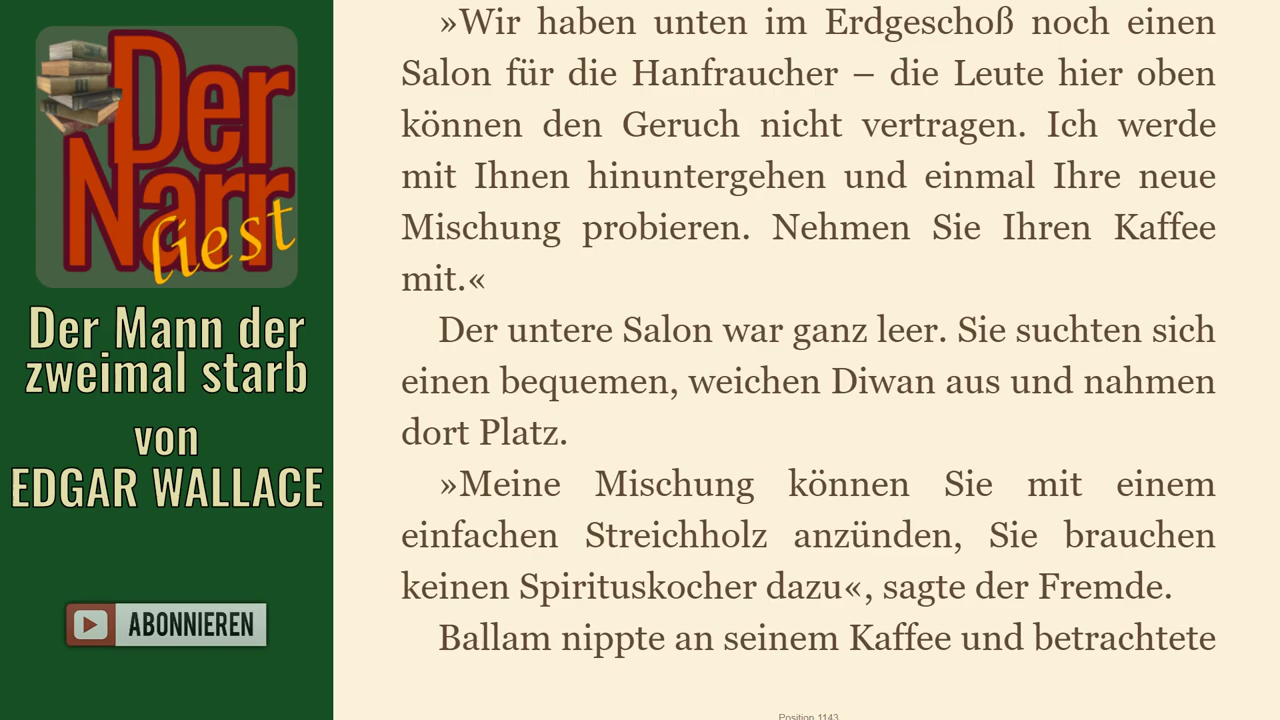 Der
Narr
liest
Der Mann der
zweimal starb
von
EDGAR WALLACE
ABONNIEREN
»Wir haben unten im Erdgeschoß noch einen
Salon für die Hanfraucher – die Leute hier oben
können den Geruch nicht vertragen. Ich werde
mit Ihnen hinuntergehen und einmal Ihre neue
Mischung probieren. Nehmen Sie Ihren Kaffee
mit.«
Der untere Salon war ganz leer. Sie suchten sich
einen bequemen, weichen Diwan aus und nahmen
dort Platz.
»Meine Mischung können Sie mit einem
einfachen Streichholz anzünden, Sie brauchen
keinen Spirituskocher dazu«, sagte der Fremde.
Ballam nippte an seinem Kaffee und betrachtete
Position 1143